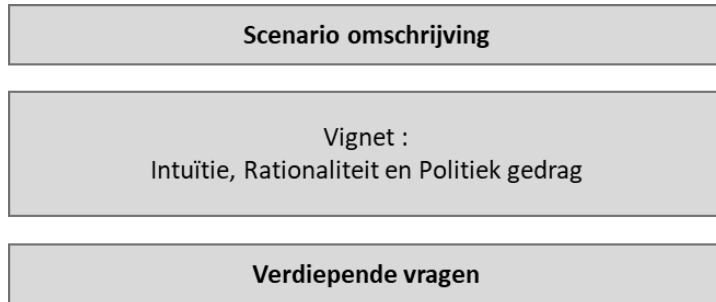 Scenario omschrijving
Vignet :
Intuïtie, Rationaliteit en Politiek gedrag
Verdiepende vragen